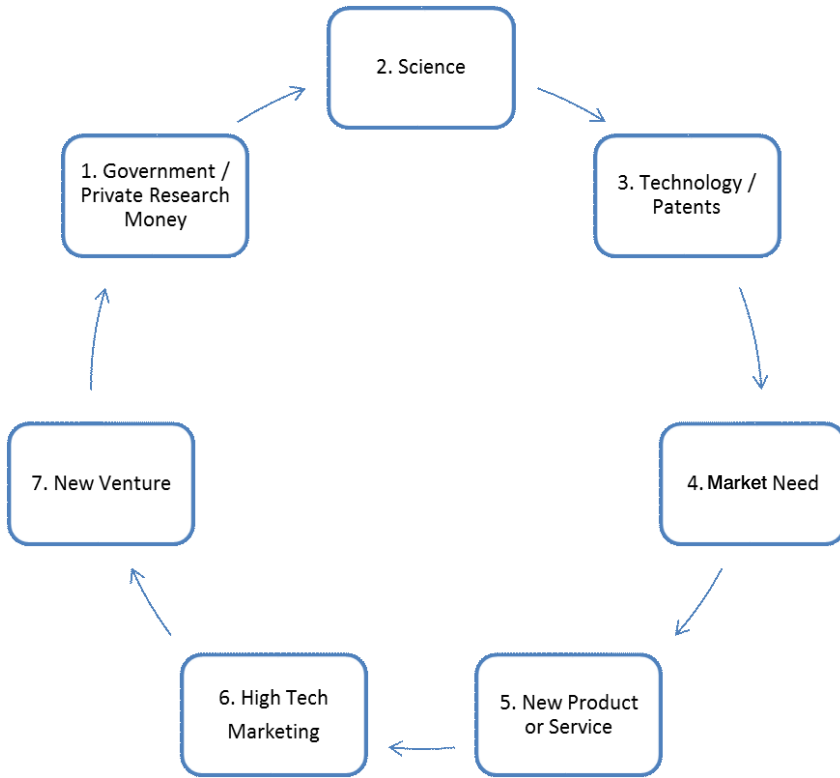 2. Science
1. Government /
Private Research
Money
3. Technology /
Patents
7. New Venture
4. Market Need
6. High Tech
Marketing
5. New Product
or Service